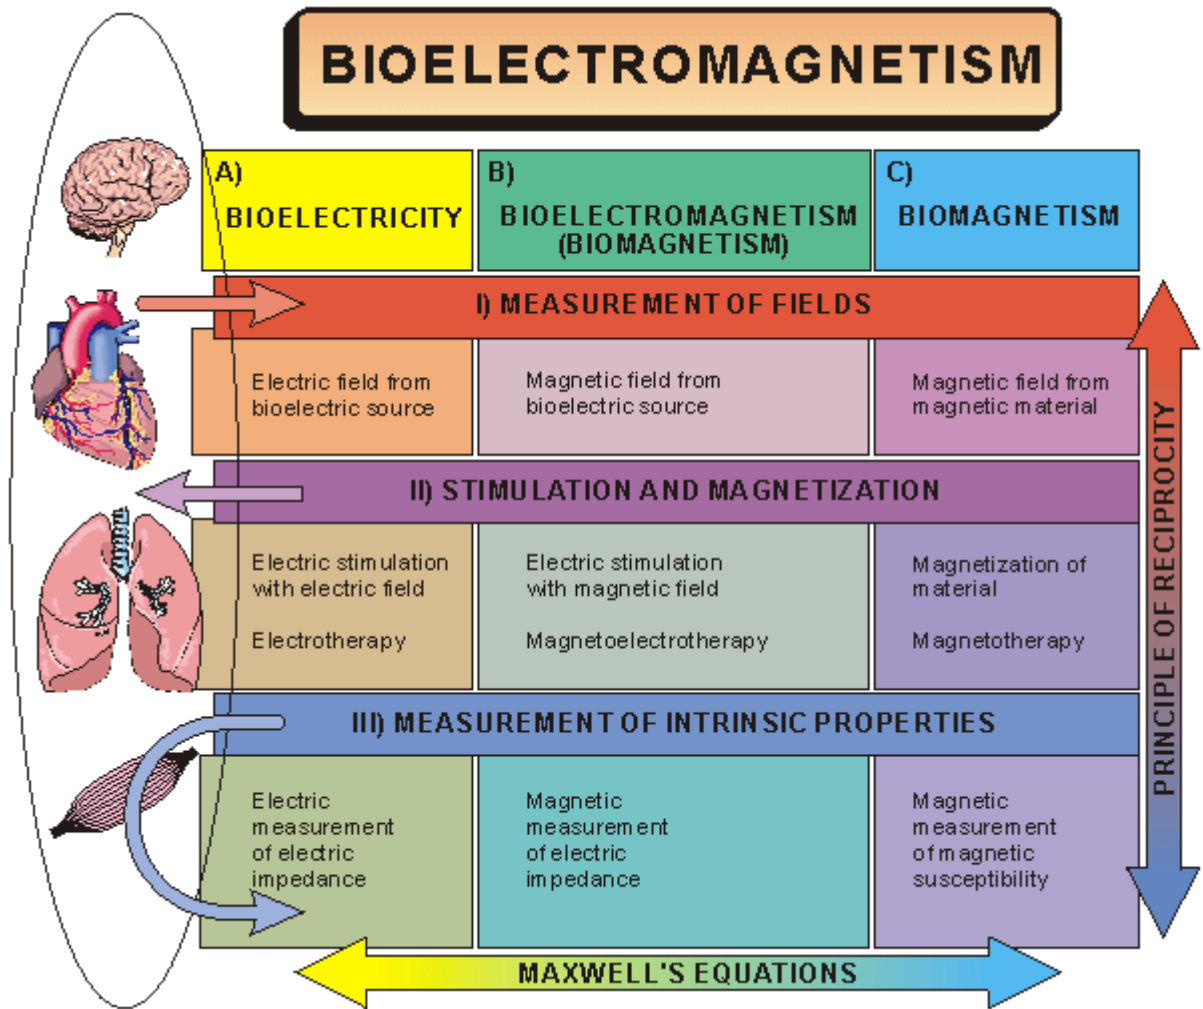 BIOELECTROMAGNETISM
A)
BIOELECTRICITY
B)
BIOELECTROMAGNETISM
(BIOMAGNETISM)
C)
BIOMAGNETISM
I) MEASUREMENT OF FIELDS
Electric field from
bioelectric source
Magnetic field from
bioelectric source
Magnetic field from
magnetic material
II) STIMULATION AND MAGNETIZATION
Electric stimulation
with electric field
Electrotherapy
Electric stimulation
with magnetic field
Magnetoelectrotherapy
Magnetization of
material
Magnetotherapy
III) MEASUREMENT OF INTRINSIC PROPERTIES
Electric
measurement
of electric
impedance
Magnetic
measurement
of electric
impedance
Magnetic
measurement
of magnetic
susceptibility
PRINCIPLE OF RECIPROCITY
MAXWELL'S EQUATIONS